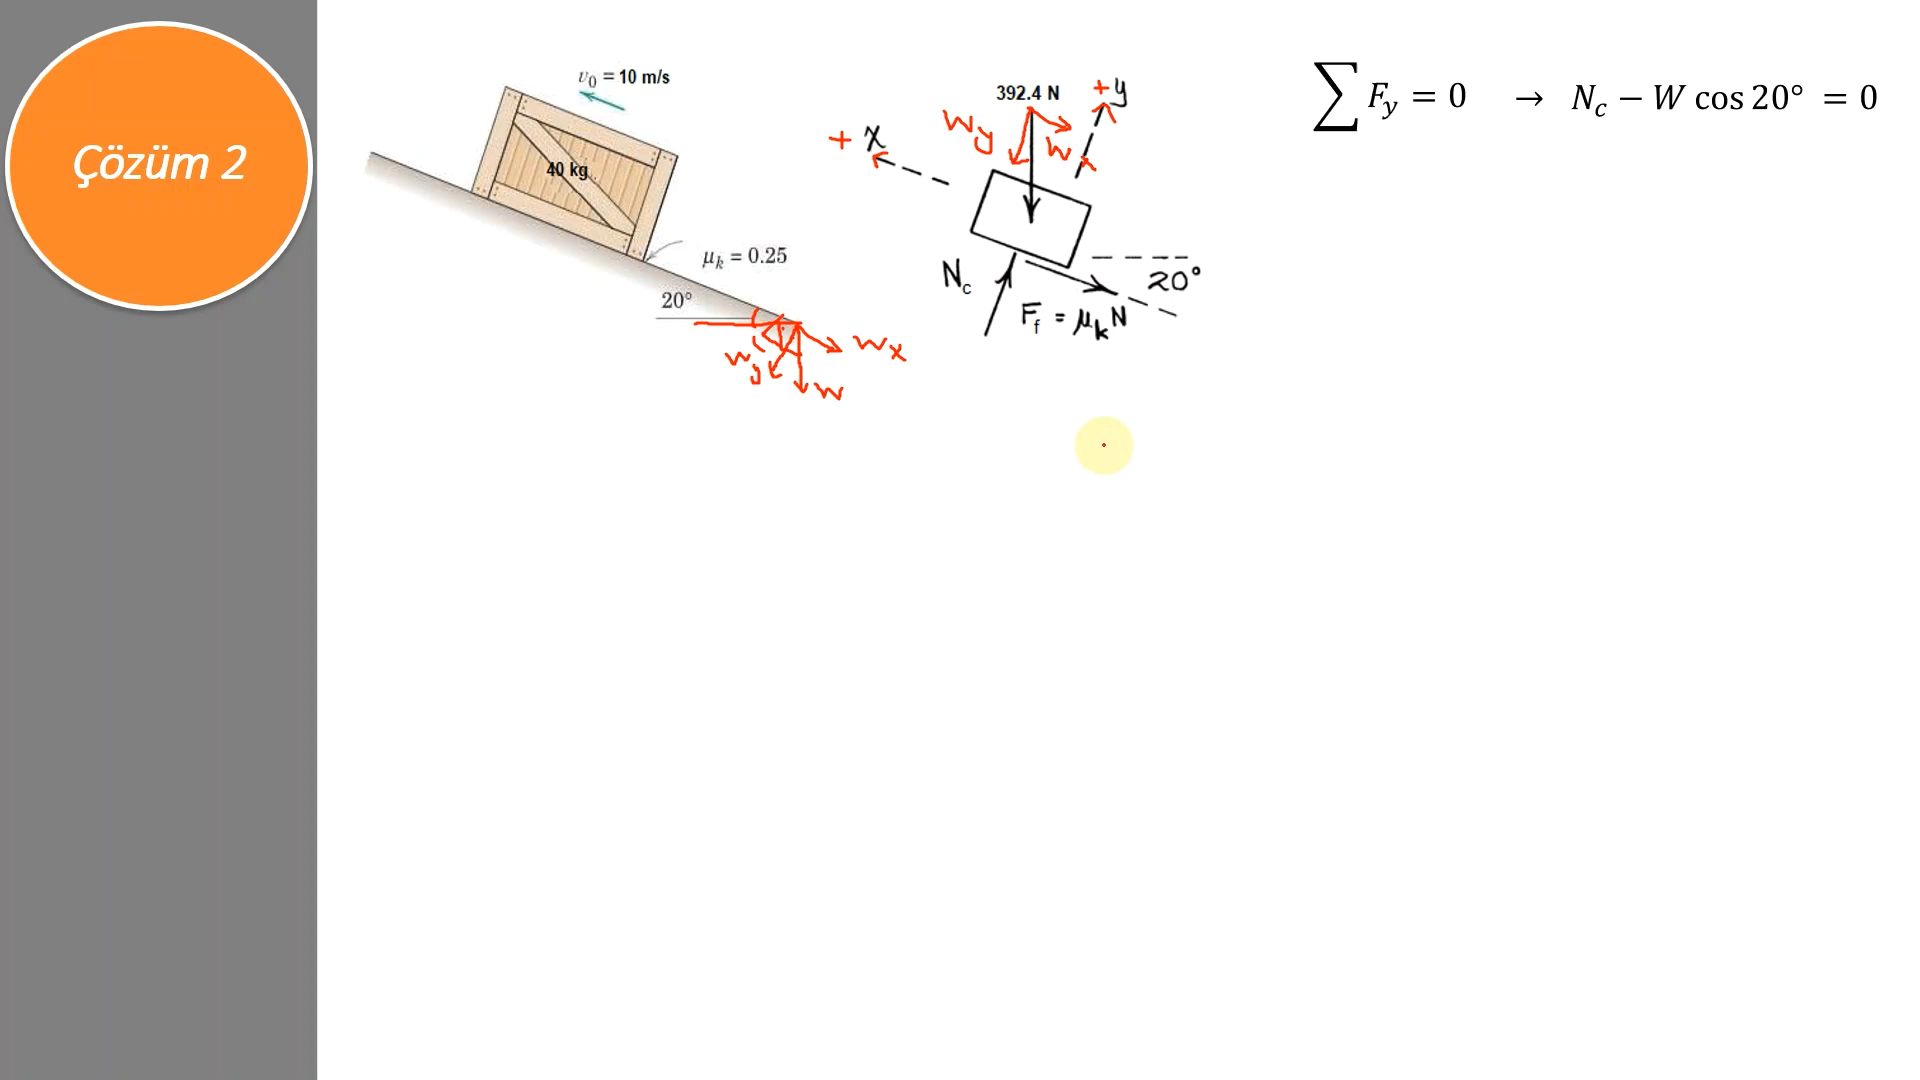 Çözüm 2
v₀ = 10 m/s
40 kg
μₖ = 0.25
20°
Wx
Wy
W
392.4 N
+y
+ x
Wy
Wx
Nc
20°
Ff = μₖN
∑ Fy = 0 → Nc − W cos 20° = 0